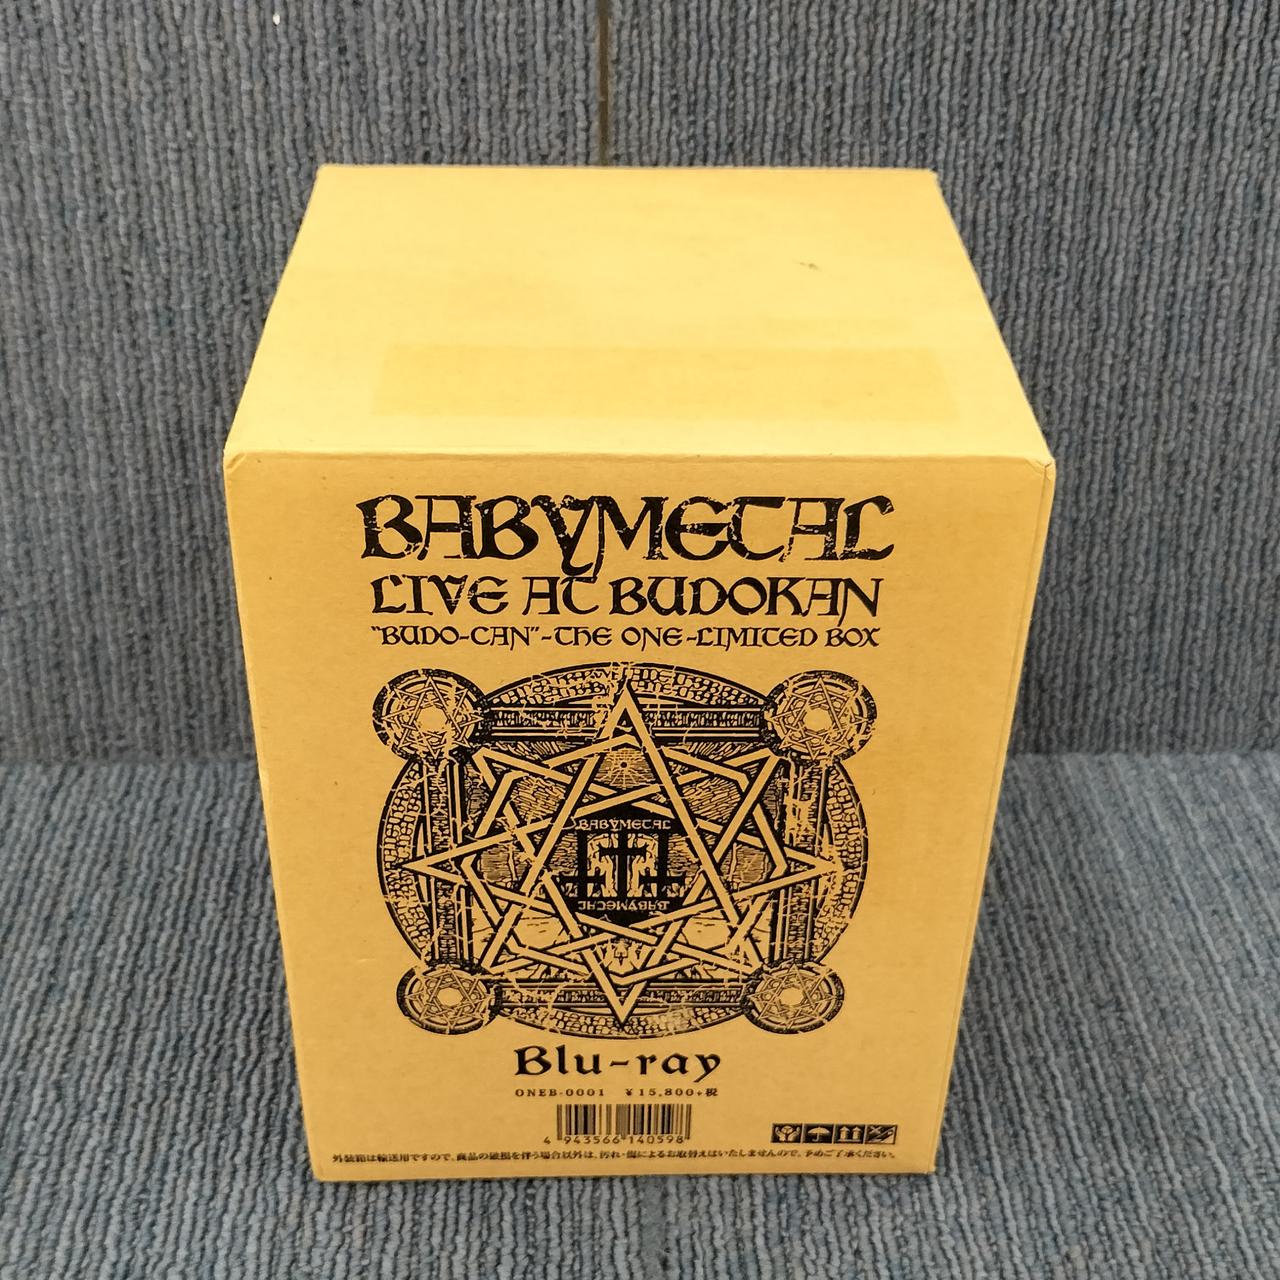 BABYMETAL
LIVE AT BUDOKAN
"BUDO-CAN"-THE ONE-LIMITED BOX
BABYMETAL
BABYMETAL
Blu-ray
ONEB-0001 ¥15,800+税
4 943566 140598
外装箱は輸送用ですので、商品の破損を伴う場合以外は、汚れ・傷によるお取替えはいたしませんので、予めご了承ください。